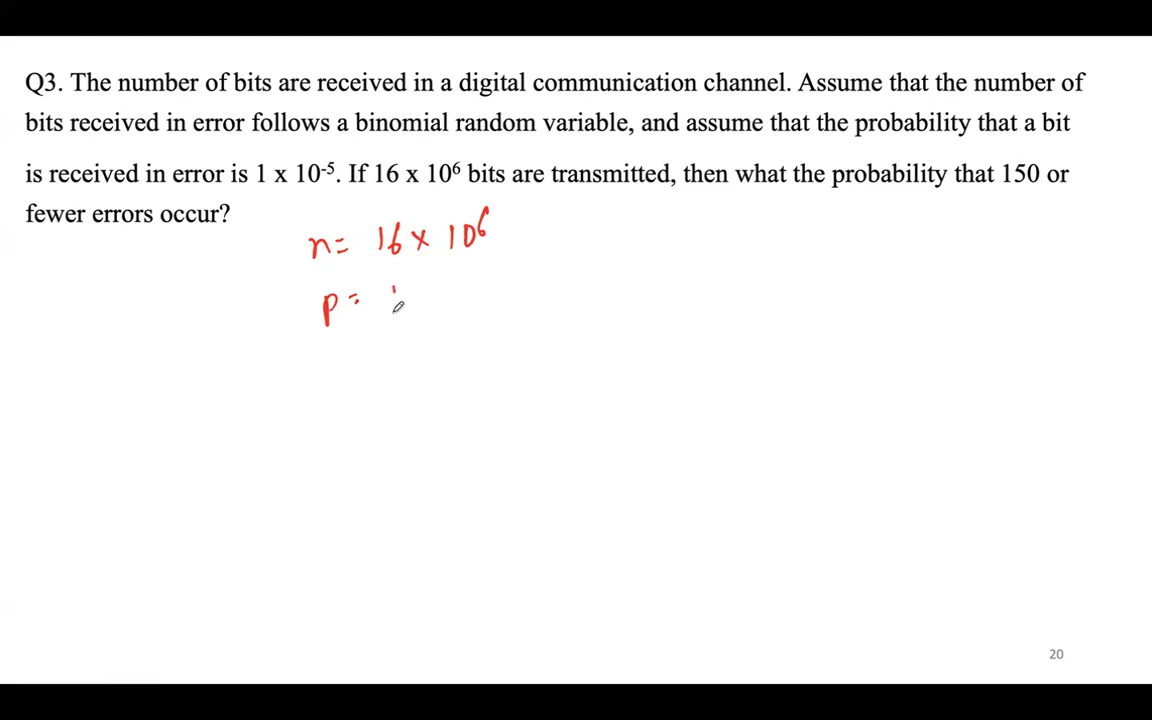 Q3. The number of bits are received in a digital communication channel. Assume that the number of
bits received in error follows a binomial random variable, and assume that the probability that a bit
is received in error is 1 x 10⁻⁵. If 16 x 10⁶ bits are transmitted, then what the probability that 150 or
fewer errors occur?
n= 16 x 10⁶
p=
20